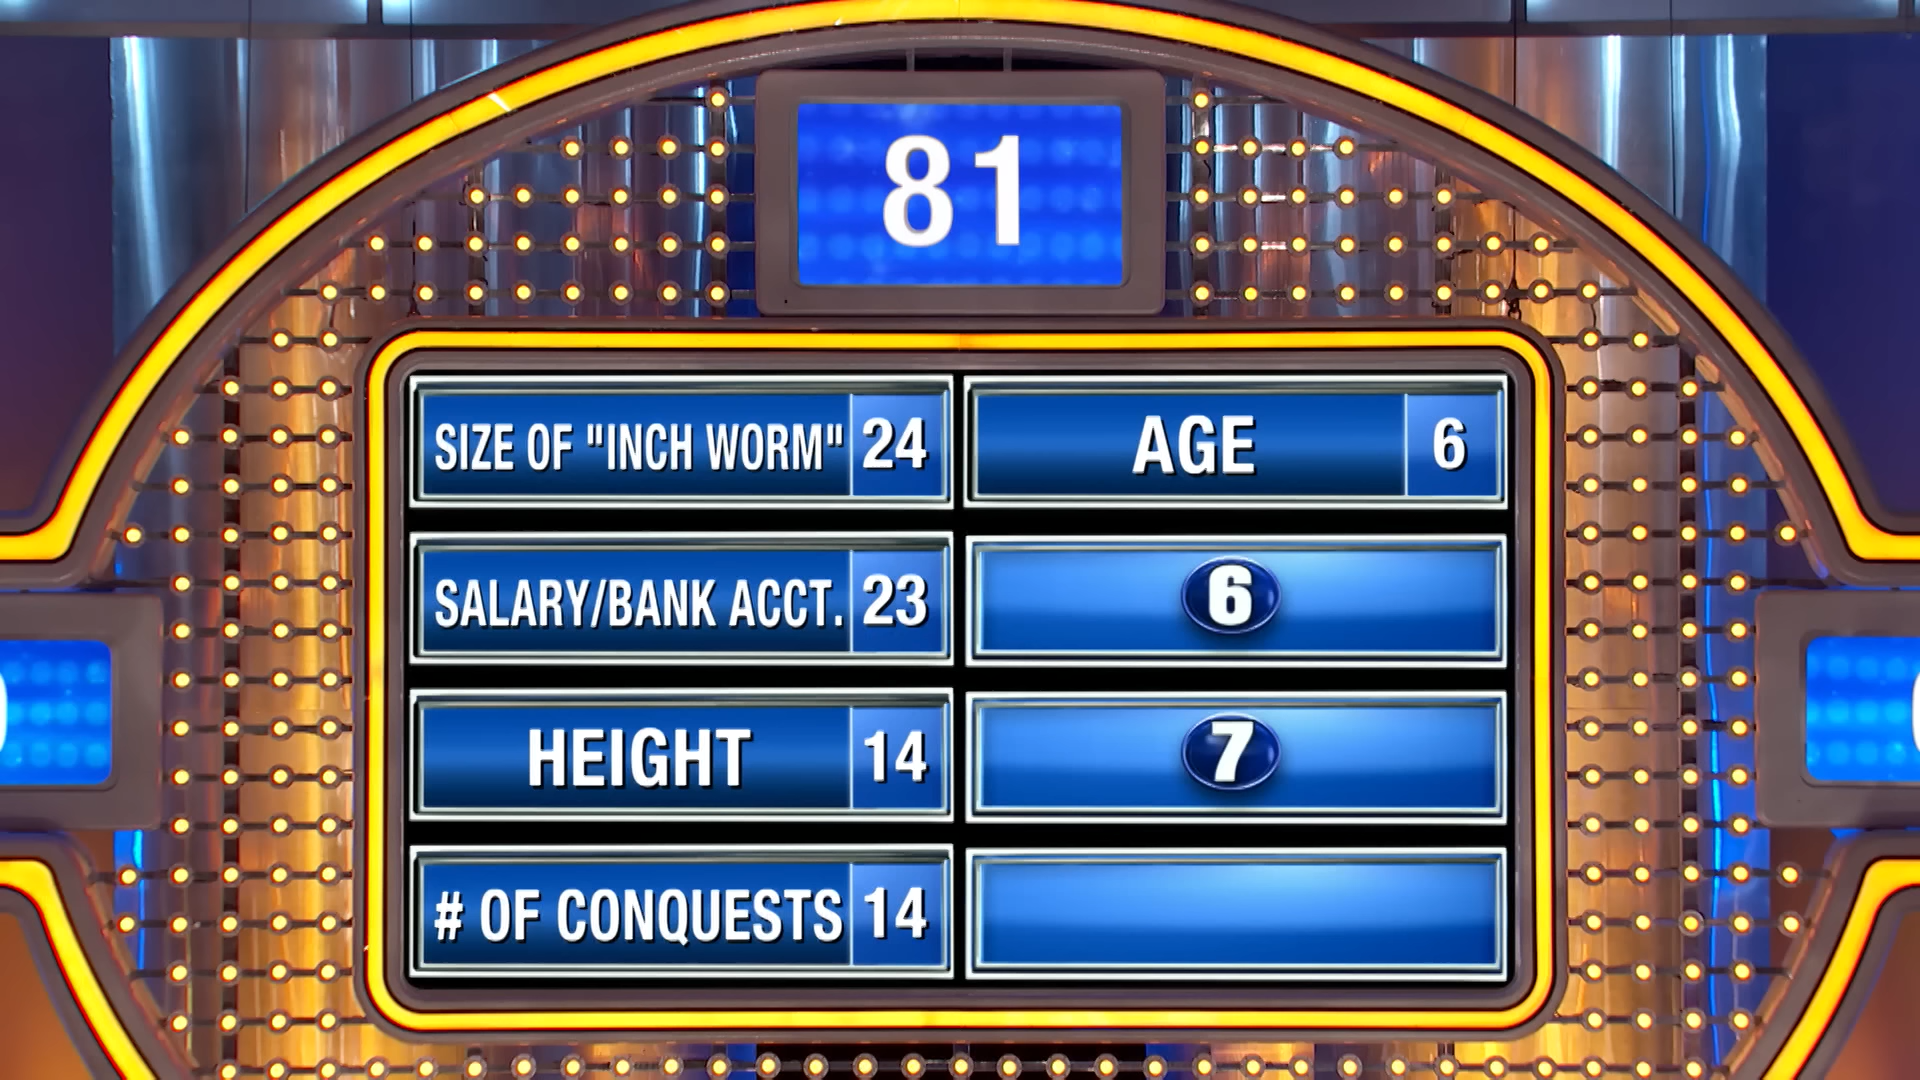 81
SIZE OF "INCH WORM" 24
SALARY/BANK ACCT. 23
HEIGHT 14
# OF CONQUESTS 14
AGE 6
6
7